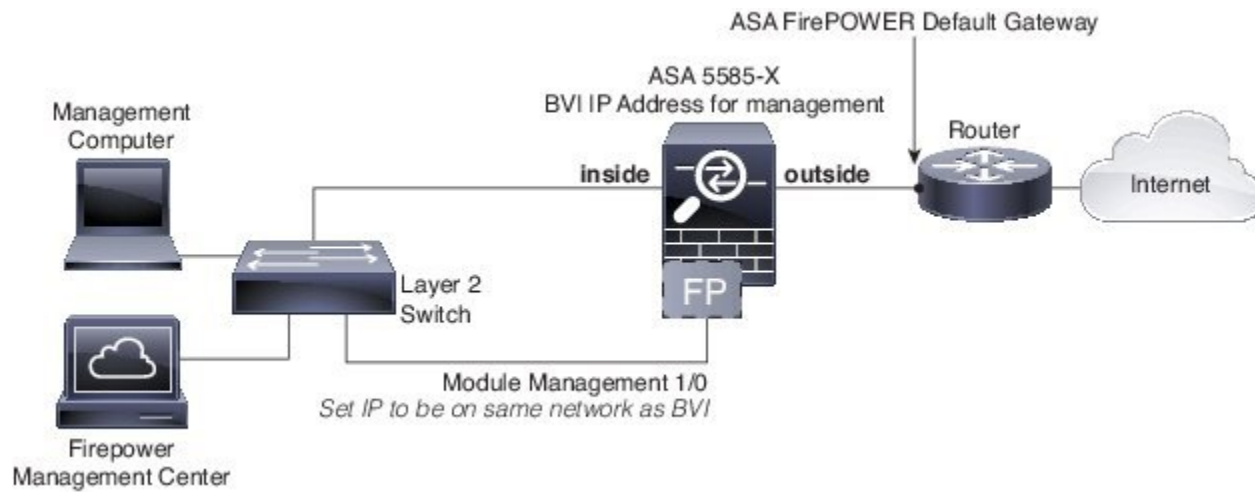 ASA FirePOWER Default Gateway
ASA 5585-X
BVI IP Address for management
Management
Computer
Router
inside
outside
Internet
Layer 2
Switch
FP
Module Management 1/0
Set IP to be on same network as BVI
Firepower
Management Center